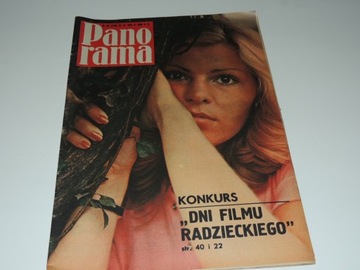 Pano
rama
KONKURS
„DNI FILMU
RADZIECKIEGO”
str. 40 i 22